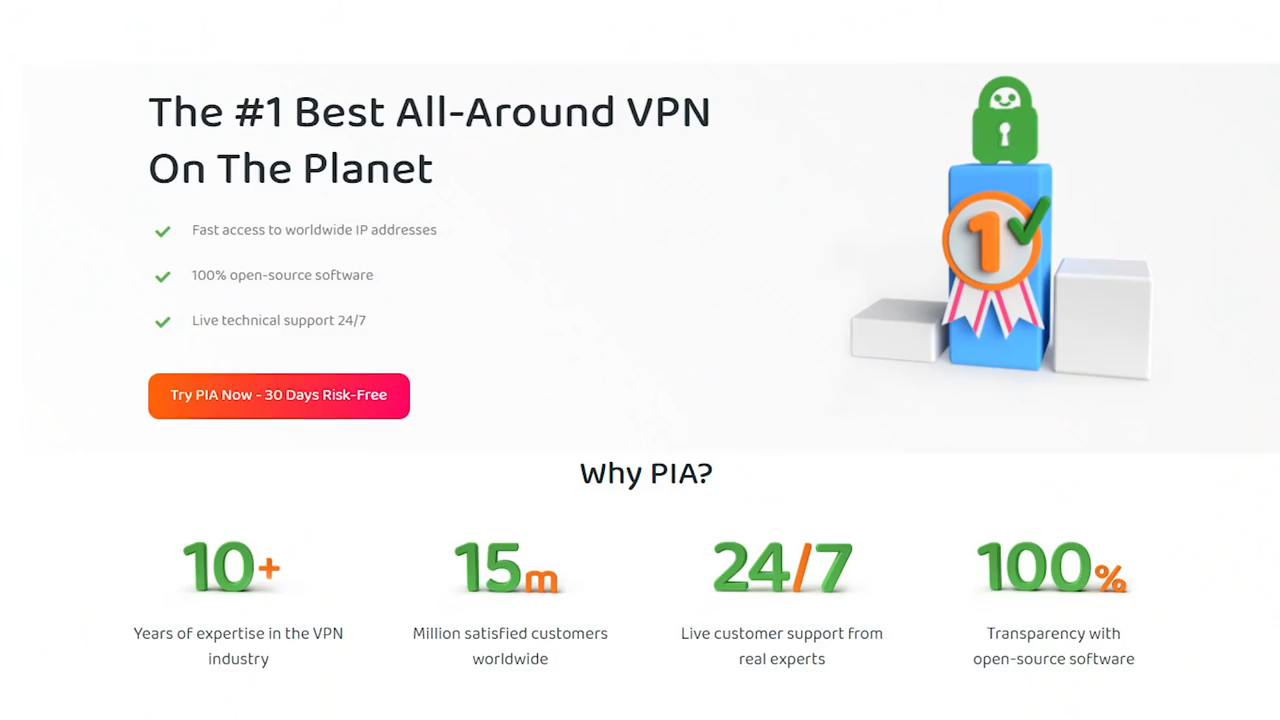 The #1 Best All-Around VPN
On The Planet
Fast access to worldwide IP addresses
100% open-source software
Live technical support 24/7
Try PIA Now - 30 Days Risk-Free
1
Why PIA?
10+
Years of expertise in the VPN
industry
15m
Million satisfied customers
worldwide
24/7
Live customer support from
real experts
100%
Transparency with
open-source software